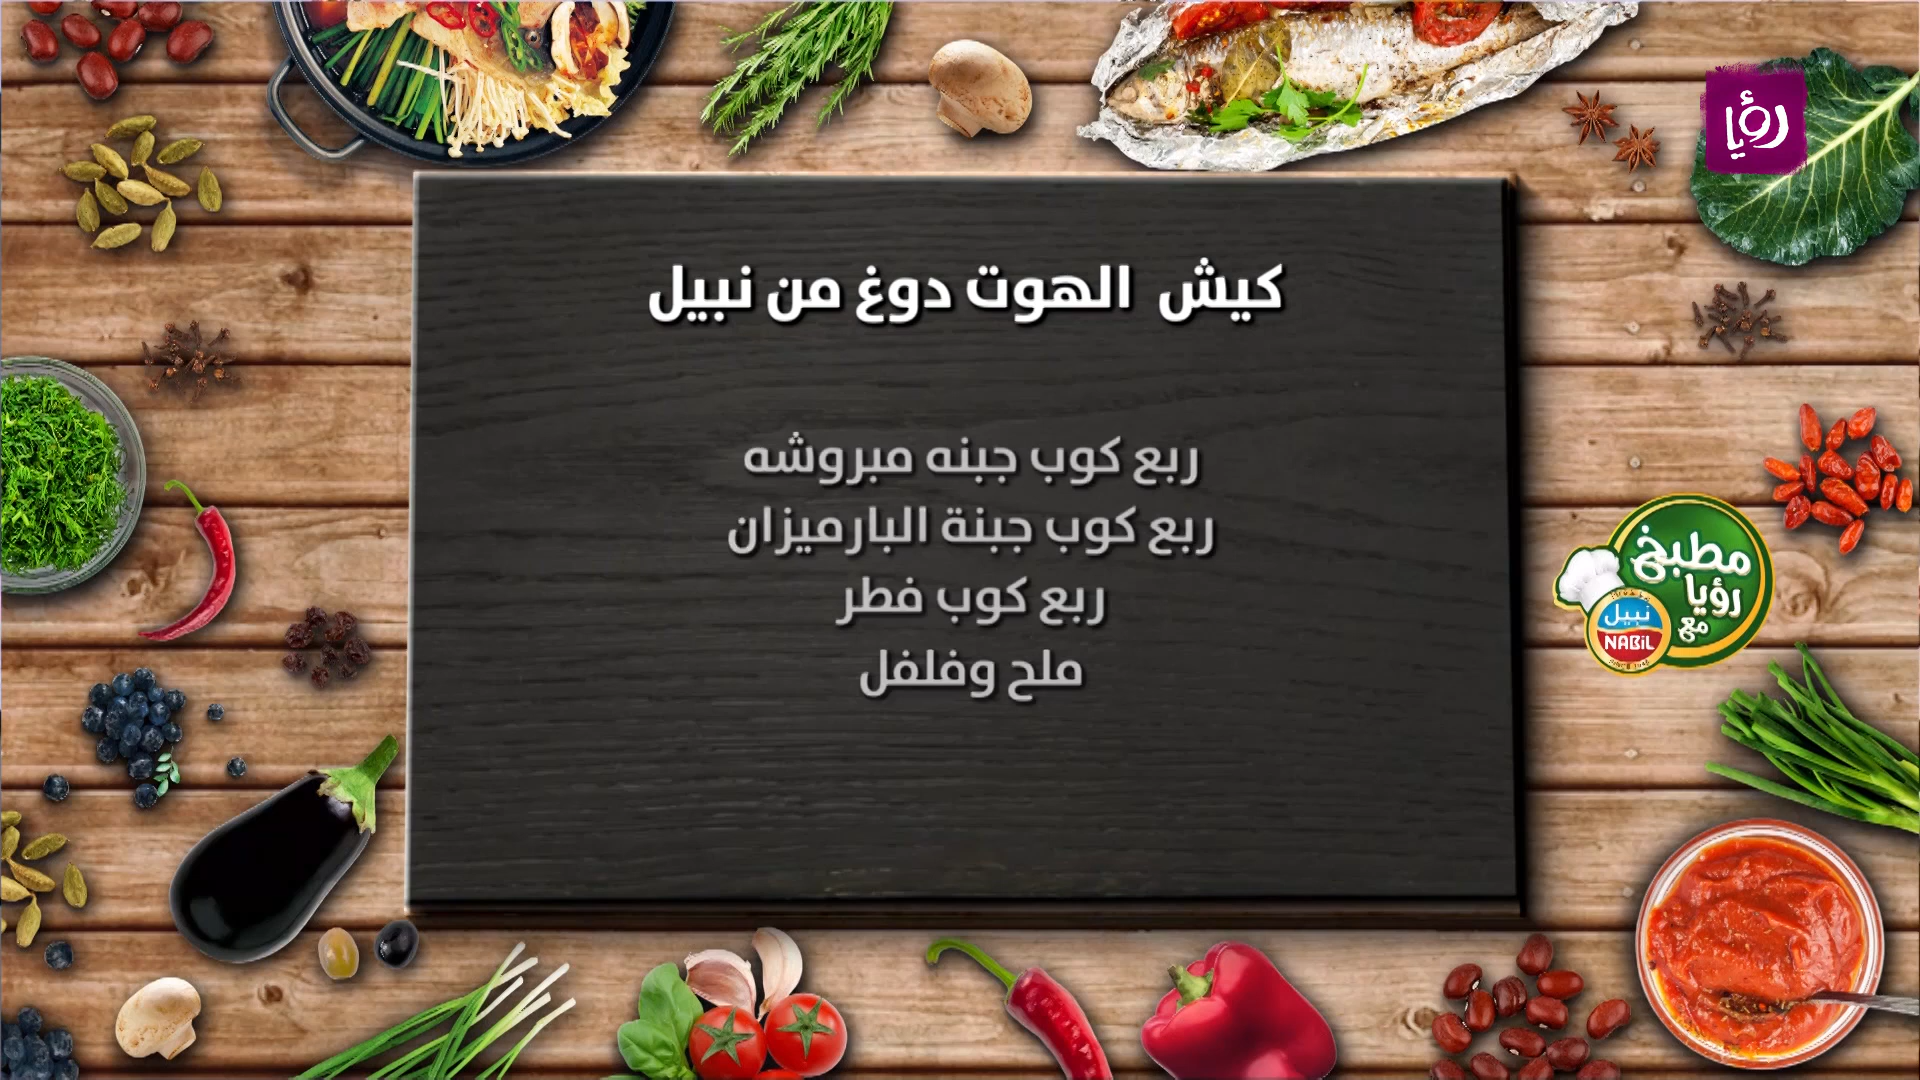 رؤيا
كيش الهوت دوغ من نبيل
ربع كوب جبنه مبروشه
ربع كوب جبنة البارميزان
ربع كوب فطر
ملح وفلفل
مطبخ
رؤيا
مع
نبيل
NABiL